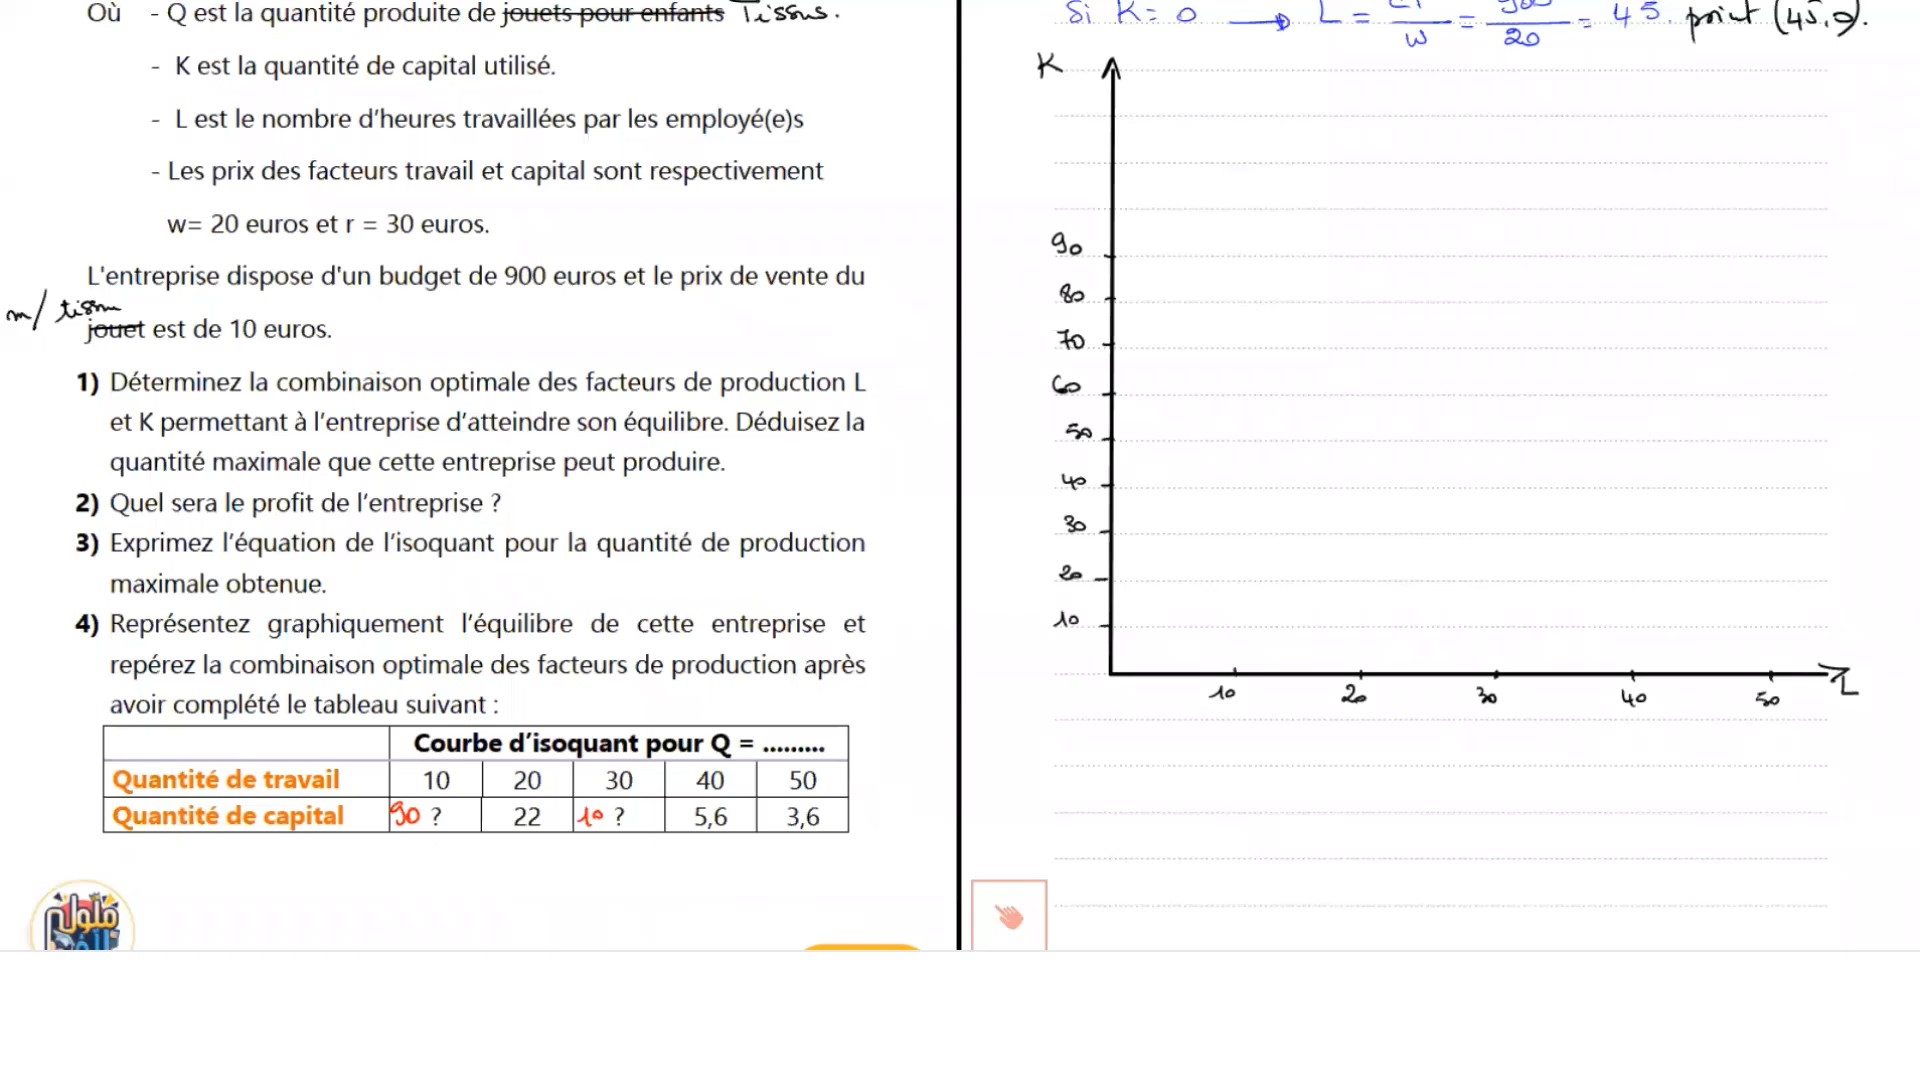 Où - Q est la quantité produite de jouets pour enfants Tissus.
- K est la quantité de capital utilisé.
- L est le nombre d’heures travaillées par les employé(e)s
- Les prix des facteurs travail et capital sont respectivement
w= 20 euros et r = 30 euros.
L'entreprise dispose d'un budget de 900 euros et le prix de vente du
m/ tissu
jouet est de 10 euros.
1) Déterminez la combinaison optimale des facteurs de production L
et K permettant à l’entreprise d’atteindre son équilibre. Déduisez la
quantité maximale que cette entreprise peut produire.
2) Quel sera le profit de l’entreprise ?
3) Exprimez l’équation de l’isoquant pour la quantité de production
maximale obtenue.
4) Représentez graphiquement l’équilibre de cette entreprise et
repérez la combinaison optimale des facteurs de production après
avoir complété le tableau suivant :
Courbe d’isoquant pour Q = .........
Quantité de travail 10 20 30 40 50
Quantité de capital 90 ? 22 10 ? 5,6 3,6
Si K = 0 → L = CT/w = 900/20 = 45. point (45,0).
K
90
80
70
60
50
40
30
20
10
10 20 30 40 50 L